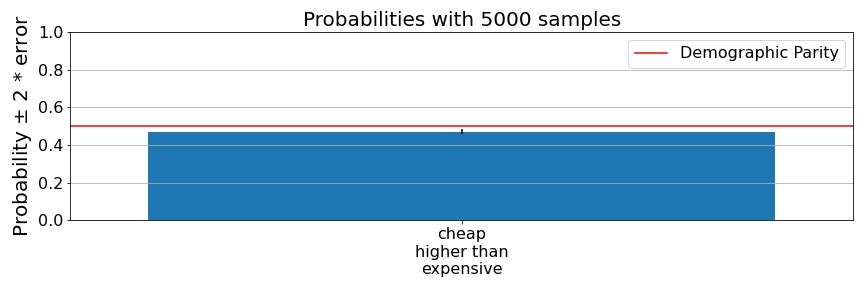 Probabilities with 5000 samples
Probability ± 2 * error
1.0
0.8
0.6
0.4
0.2
0.0
Demographic Parity
cheap
higher than
expensive